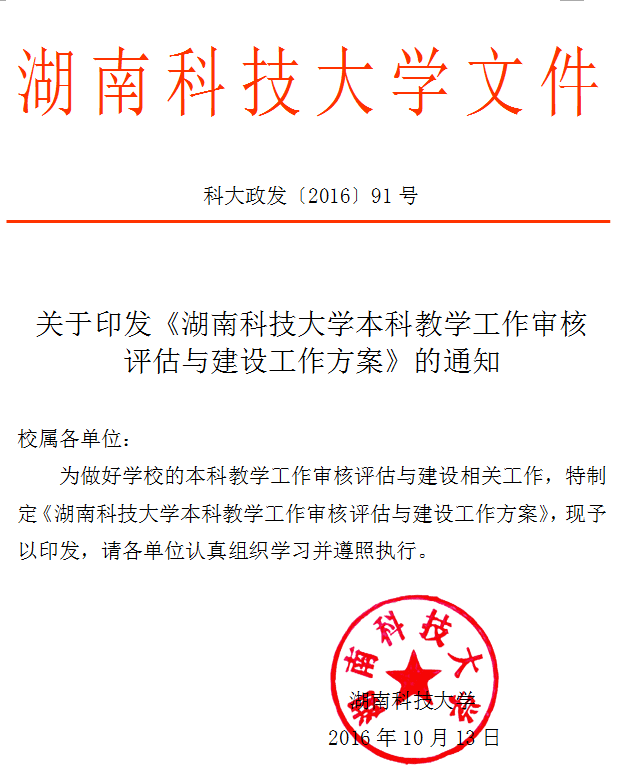 湖南科技大学文件
科大政发〔2016〕91 号
关于印发《湖南科技大学本科教学工作审核
评估与建设工作方案》的通知
校属各单位：
为做好学校的本科教学工作审核评估与建设相关工作，特制
定《湖南科技大学本科教学工作审核评估与建设工作方案》，现予
以印发，请各单位认真组织学习并遵照执行。
湖南科技大学
湖南科技大学
2016 年 10 月 13 日